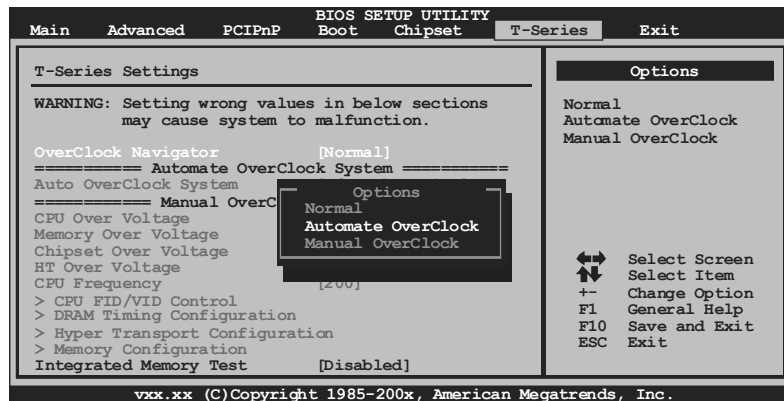 BIOS SETUP UTILITY
Main Advanced PCIPnP Boot Chipset T-Series Exit
T-Series Settings
WARNING: Setting wrong values in below sections
may cause system to malfunction.
OverClock Navigator [Normal]
=========== Automate OverClock System ===========
Auto OverClock System
============ Manual OverC
CPU Over Voltage
Memory Over Voltage
Chipset Over Voltage
HT Over Voltage
CPU Frequency [200]
> CPU FID/VID Control
> DRAM Timing Configuration
> Hyper Transport Configuration
> Memory Configuration
Integrated Memory Test [Disabled]
Options
Normal
Automate OverClock
Manual OverClock
Options
Normal
Automate OverClock
Manual OverClock
Select Screen
Select Item
+- Change Option
F1 General Help
F10 Save and Exit
ESC Exit
vxx.xx (C)Copyright 1985-200x, American Megatrends, Inc.